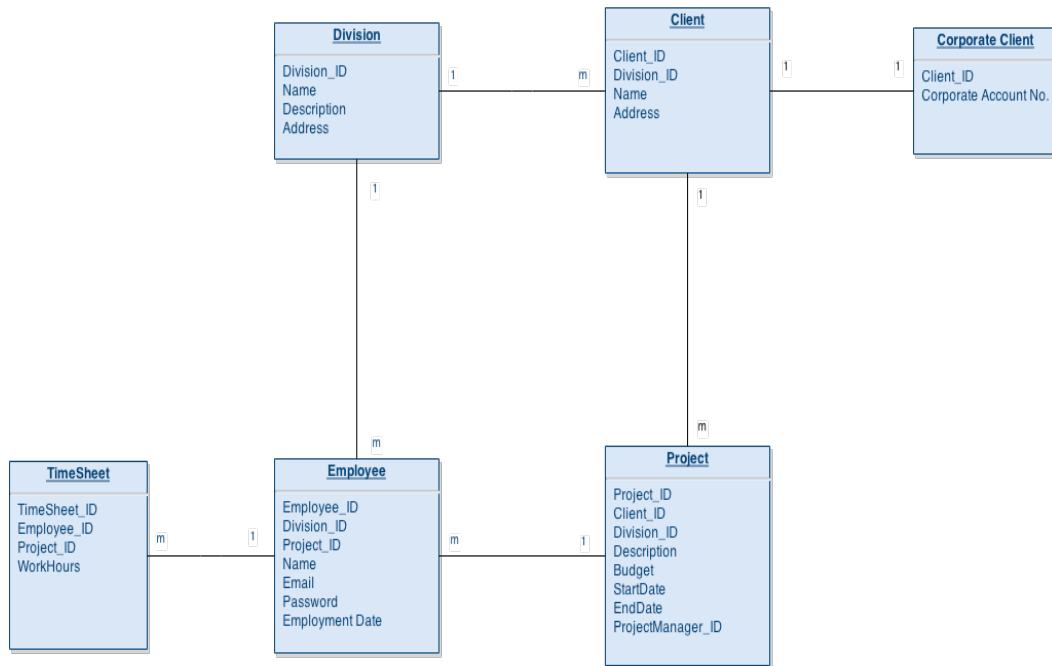 Division
Division_ID
Name
Description
Address
1
m
1
Client
Client_ID
Division_ID
Name
Address
1
1
1
Corporate Client
Client_ID
Corporate Account No.
m
m
TimeSheet
TimeSheet_ID
Employee_ID
Project_ID
WorkHours
m
1
Employee
Employee_ID
Division_ID
Project_ID
Name
Email
Password
Employment Date
m
1
Project
Project_ID
Client_ID
Division_ID
Description
Budget
StartDate
EndDate
ProjectManager_ID